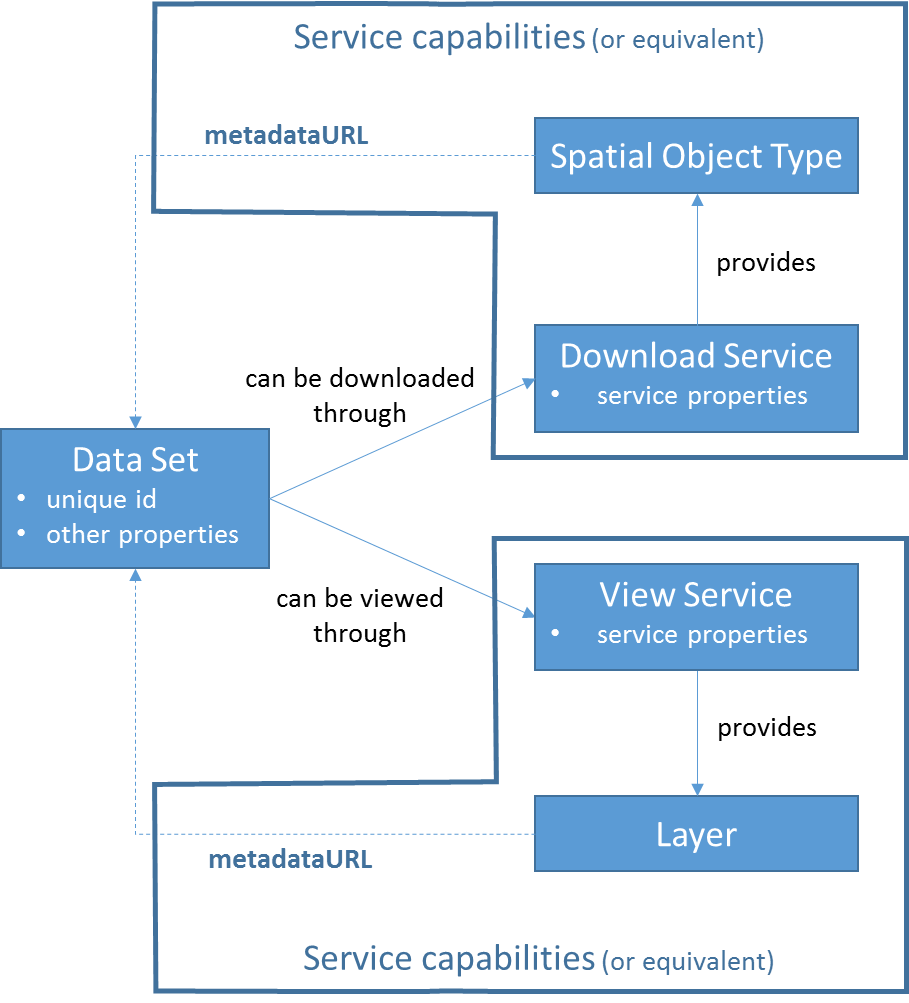 Service capabilities (or equivalent)
metadataURL
Spatial Object Type
provides
Download Service
• service properties
can be downloaded
through
Data Set
• unique id
• other properties
can be viewed
through
View Service
• service properties
provides
Layer
metadataURL
Service capabilities (or equivalent)